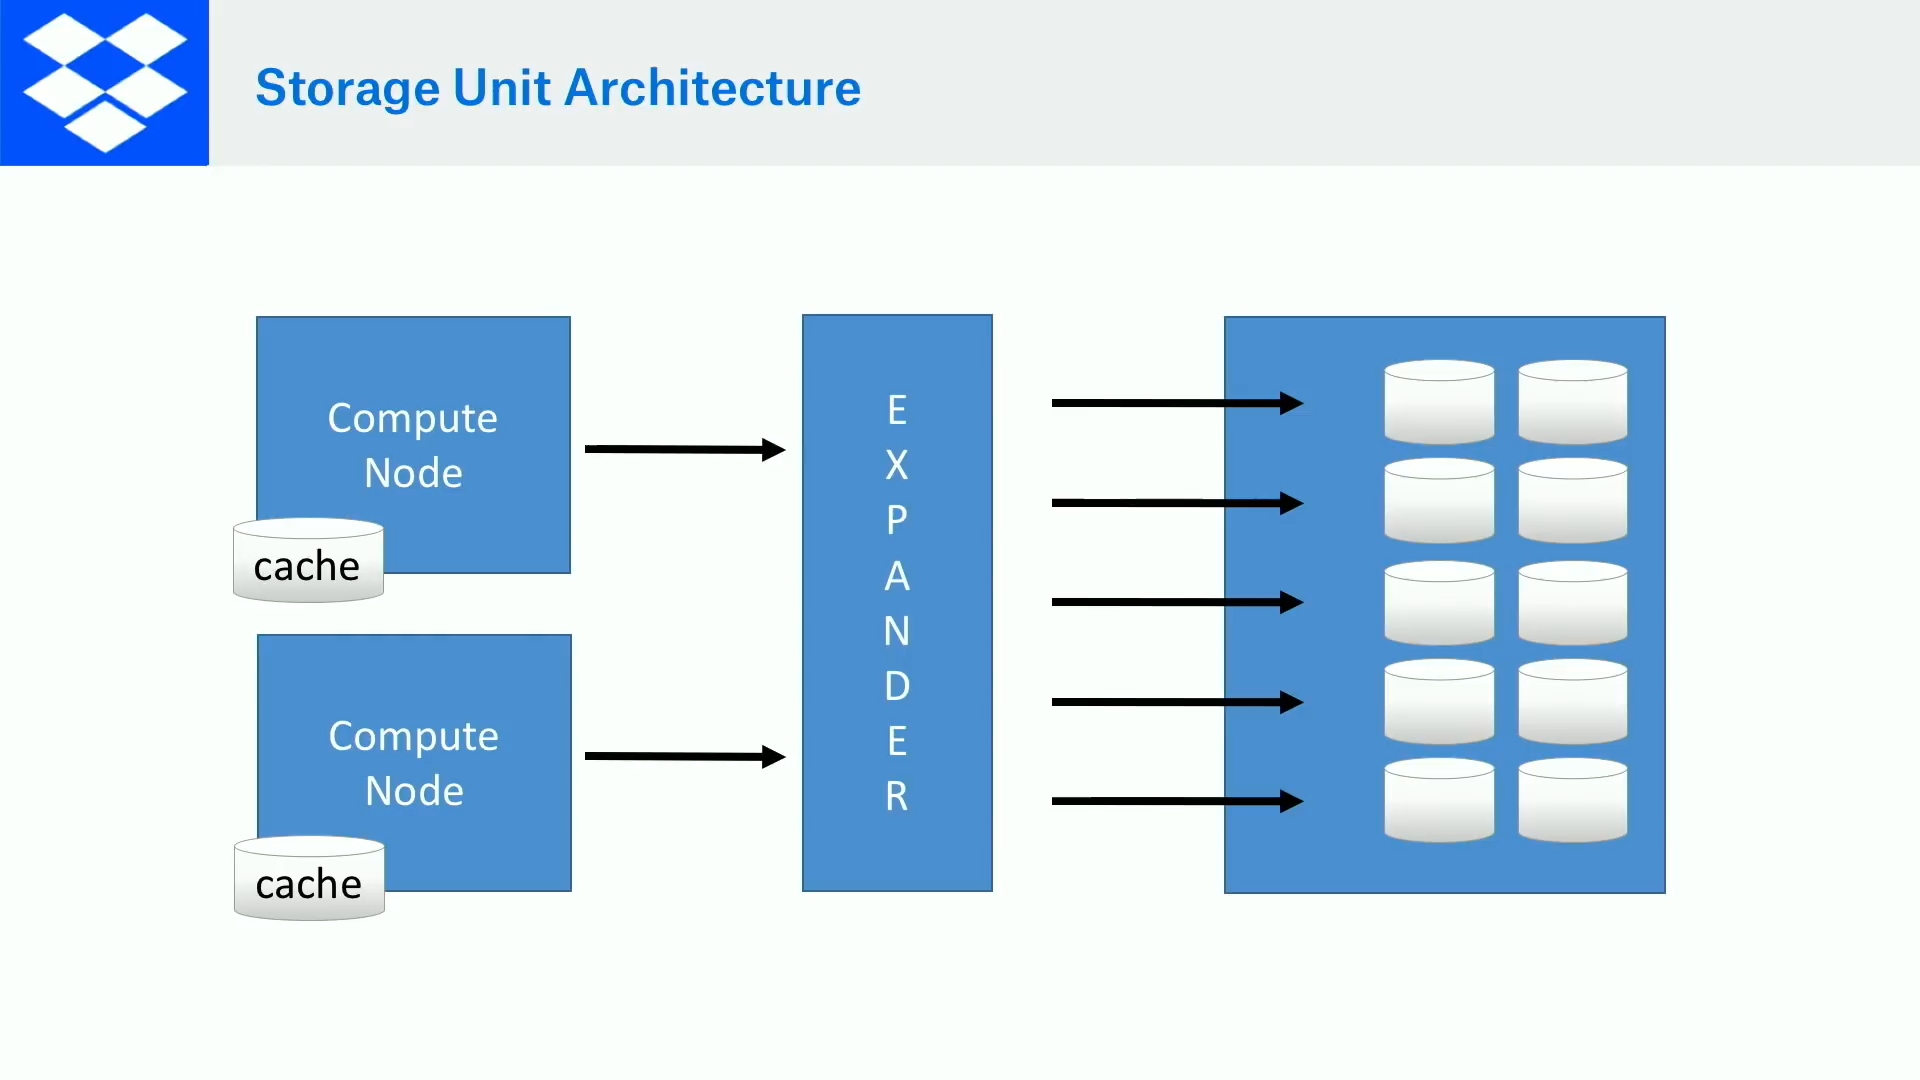 Storage Unit Architecture
Compute
Node
cache
Compute
Node
cache
E
X
P
A
N
D
E
R